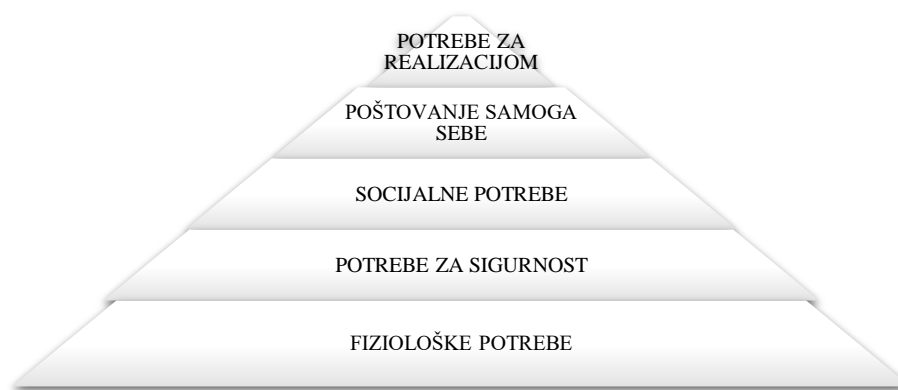 POTREBE ZA
REALIZACIJOM
POŠTOVANJE SAMOGA
SEBE
SOCIJALNE POTREBE
POTREBE ZA SIGURNOST
FIZIOLOŠKE POTREBE